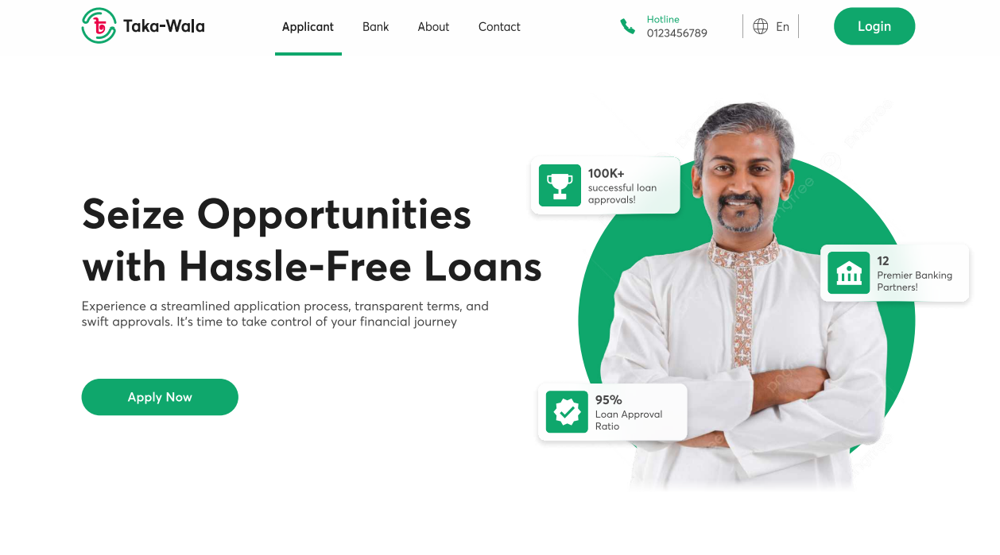 ৳
Taka-Wala
Applicant
Bank
About
Contact
Hotline
0123456789
En
Login
Seize Opportunities
with Hassle-Free Loans
Experience a streamlined application process, transparent terms, and
swift approvals. It's time to take control of your financial journey
Apply Now
100K+
successful loan
approvals!
12
Premier Banking
Partners!
95%
Loan Approval
Ratio
pngtree
pngtree